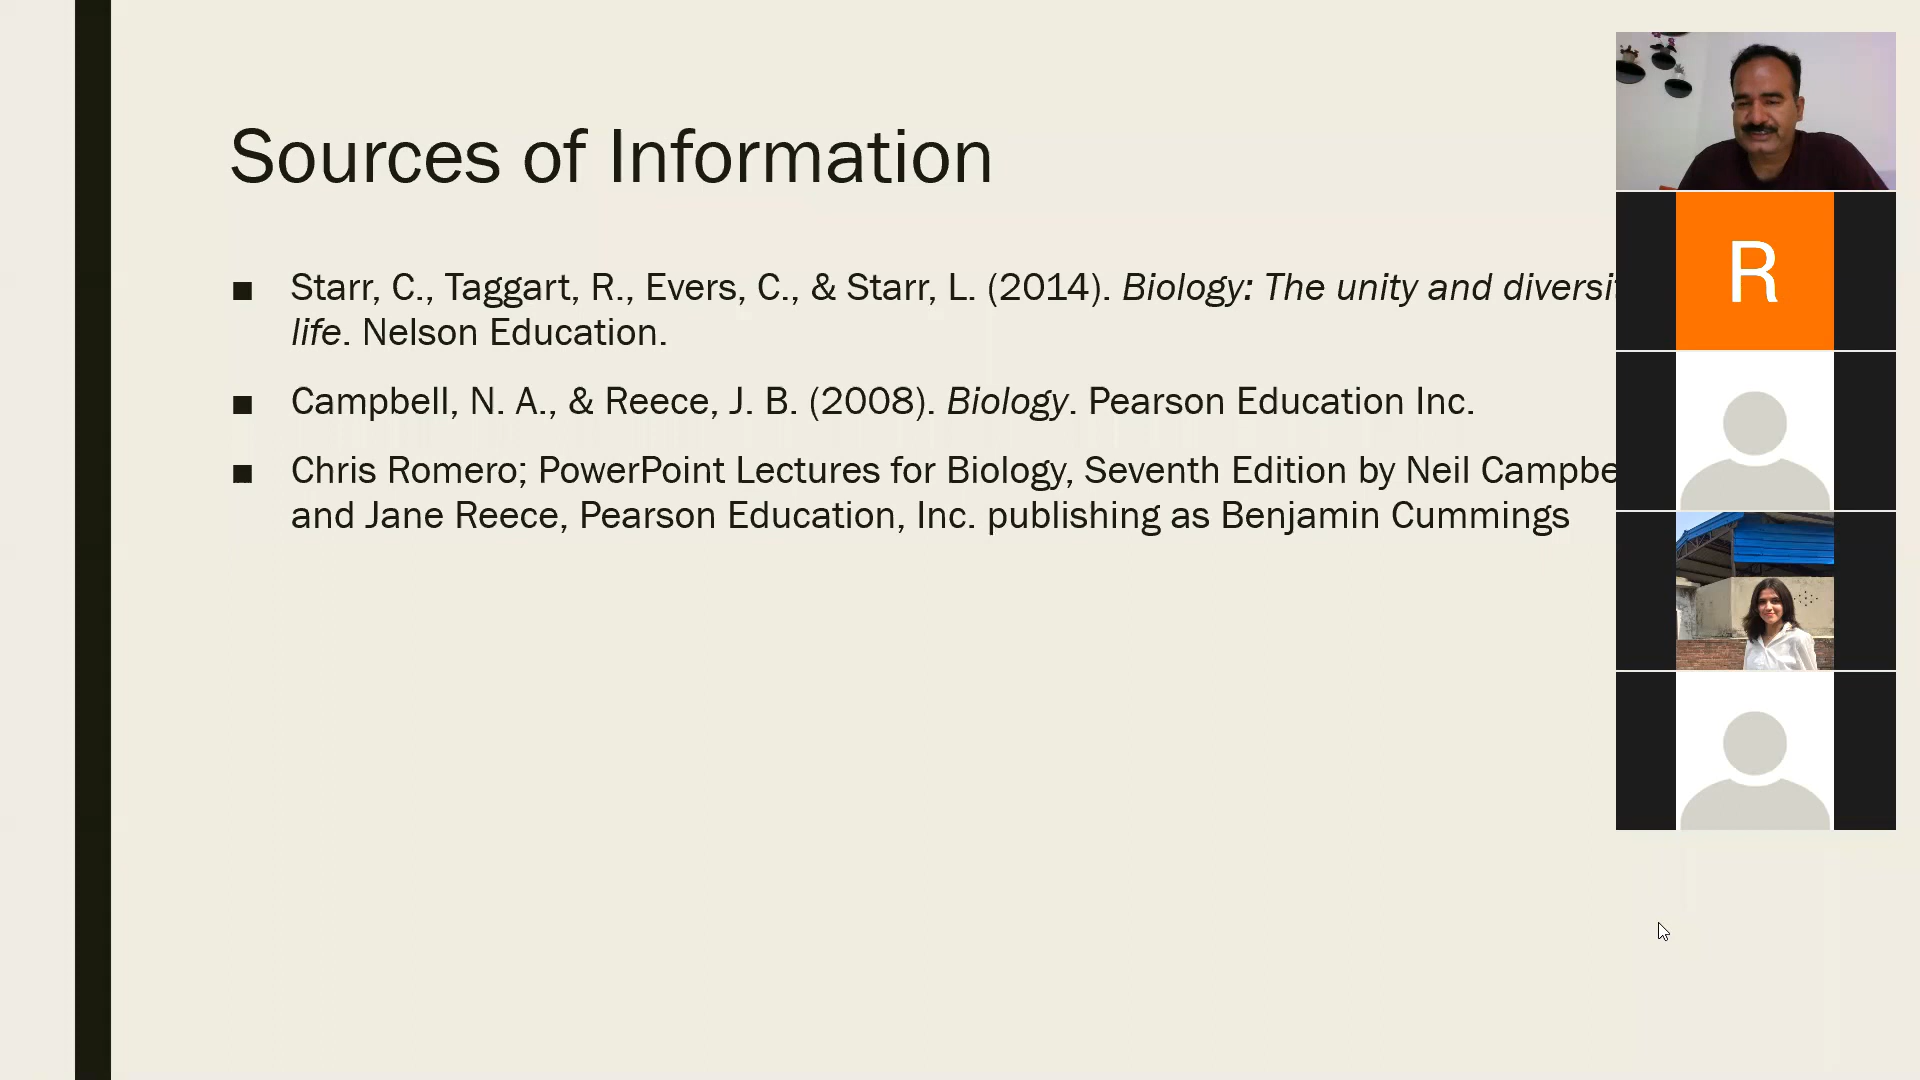 Sources of Information
■ Starr, C., Taggart, R., Evers, C., & Starr, L. (2014). Biology: The unity and
life. Nelson Education.
■ Campbell, N. A., & Reece, J. B. (2008). Biology. Pearson Education Inc.
■ Chris Romero; PowerPoint Lectures for Biology, Seventh Edition by Neil
and Jane Reece, Pearson Education, Inc. publishing as Benjamin Cummings
R